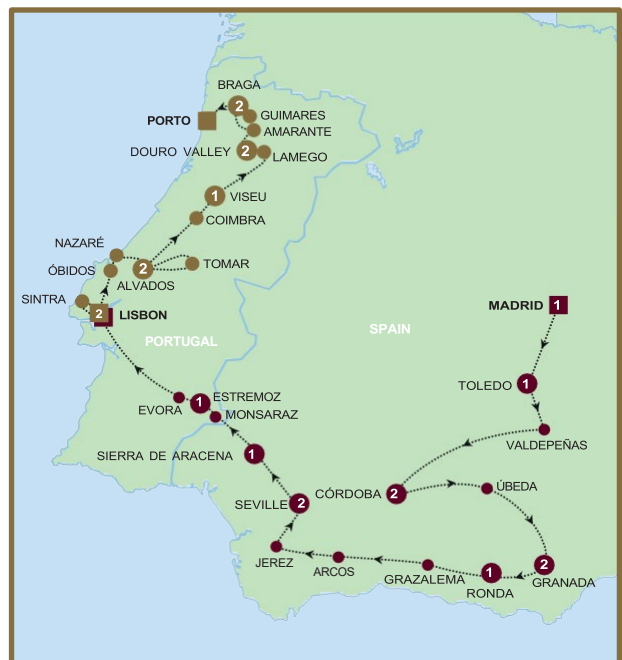 BRAGA
2
GUIMARES
PORTO
AMARANTE
DOURO VALLEY 2
LAMEGO
1 VISEU
COIMBRA
NAZARÉ
TOMAR
ÓBIDOS
2
ALVADOS
SINTRA
2
LISBON
MADRID 1
SPAIN
PORTUGAL
TOLEDO 1
ESTREMOZ
1
EVORA
MONSARAZ
VALDEPEÑAS
SIERRA DE ARACENA 1
ÚBEDA
CÓRDOBA 2
SEVILLE 2
JEREZ
ARCOS
GRAZALEMA
1
RONDA
2
GRANADA